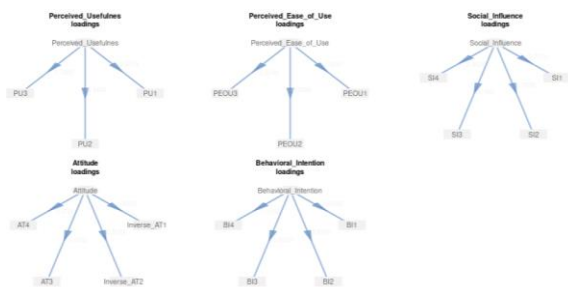 Perceived_Usefulnes
loadings
Perceived_Usefulnes
PU3
PU1
PU2
Perceived_Ease_of_Use
loadings
Perceived_Ease_of_Use
PEOU3
PEOU1
PEOU2
Social_Influence
loadings
Social_Influence
SI4
SI1
SI3
SI2
Attitude
loadings
Attitude
AT4
Inverse_AT1
AT3
Inverse_AT2
Behavioral_Intention
loadings
Behavioral_Intention
BI4
BI1
BI3
BI2